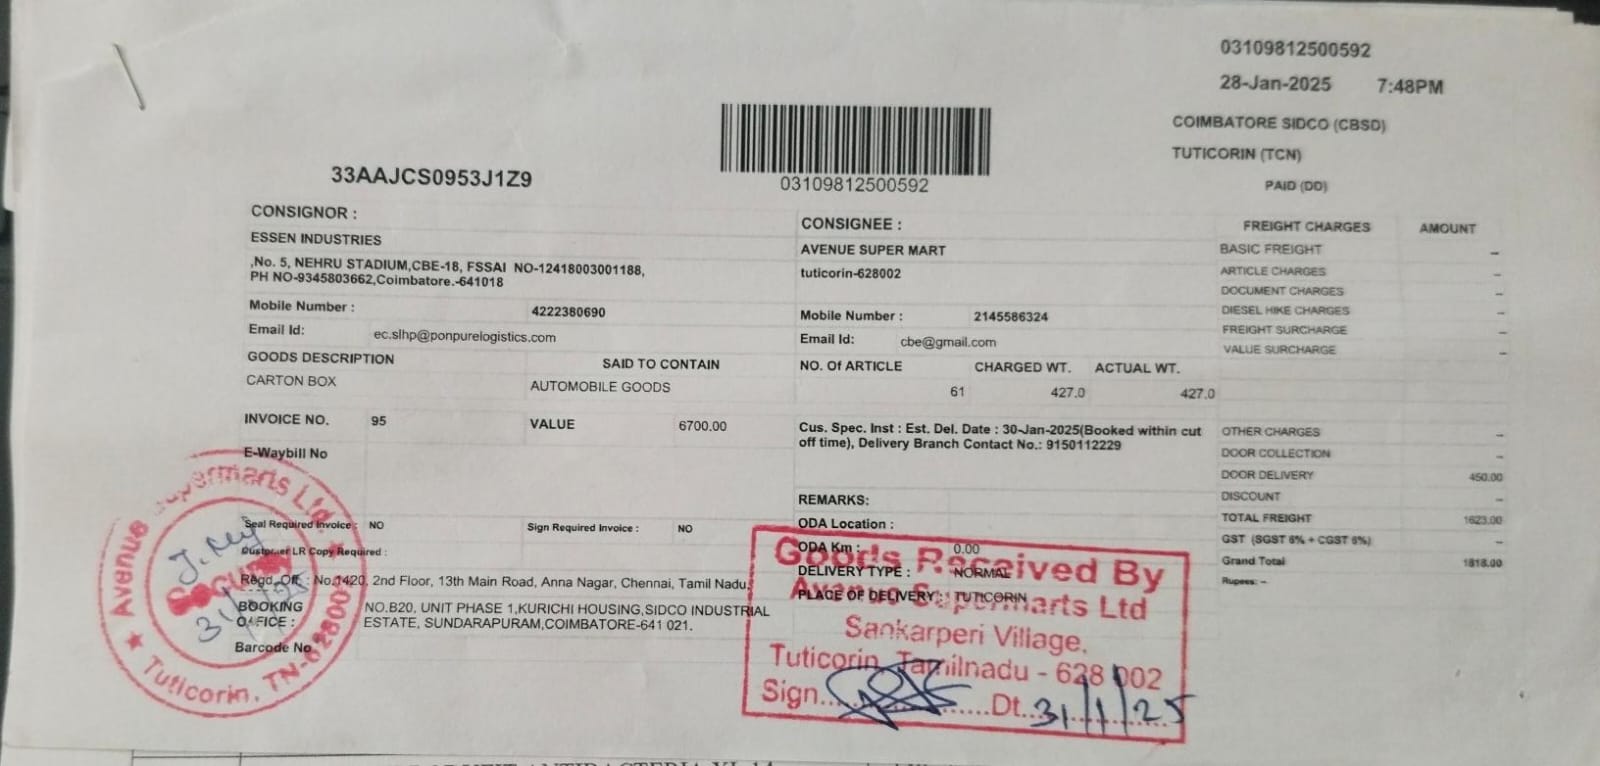 03109812500592
28-Jan-2025 7:48PM
COIMBATORE SIDCO (CBSD)
TUTICORIN (TCN)
PAID (DD)
03109812500592
33AAJCS0953J1Z9
CONSIGNOR :
ESSEN INDUSTRIES
,No. 5, NEHRU STADIUM,CBE-18, FSSAI NO-12418003001188,
PH NO-9345803662,Coimbatore.-641018
Mobile Number : 4222380690
Email Id: ec.slhp@ponpurelogistics.com
CONSIGNEE :
AVENUE SUPER MART
tuticorin-628002
Mobile Number : 2145586324
Email Id: cbe@gmail.com
FREIGHT CHARGES AMOUNT
BASIC FREIGHT –
ARTICLE CHARGES –
DOCUMENT CHARGES –
DIESEL HIKE CHARGES –
FREIGHT SURCHARGE –
VALUE SURCHARGE –
GOODS DESCRIPTION SAID TO CONTAIN
CARTON BOX AUTOMOBILE GOODS
NO. Of ARTICLE CHARGED WT. ACTUAL WT.
61 427.0 427.0
INVOICE NO. 95 VALUE 6700.00
E-Waybill No
Cus. Spec. Inst : Est. Del. Date : 30-Jan-2025(Booked within cut
off time), Delivery Branch Contact No.: 9150112229
OTHER CHARGES –
DOOR COLLECTION –
DOOR DELIVERY 450.00
DISCOUNT –
TOTAL FREIGHT 1623.00
GST (SGST 6% + CGST 6%) –
Grand Total 1818.00
Rupees: –
REMARKS:
ODA Location :
ODA Km : 0.00
DELIVERY TYPE : NORMAL
PLACE OF DELIVERY : TUTICORIN
Seal Required Invoice : NO Sign Required Invoice : NO
Customer LR Copy Required :
Regd. Off : No.1420, 2nd Floor, 13th Main Road, Anna Nagar, Chennai, Tamil Nadu,
BOOKING OFFICE : NO.B20, UNIT PHASE 1,KURICHI HOUSING,SIDCO INDUSTRIAL
ESTATE, SUNDARAPURAM,COIMBATORE-641 021.
Barcode No
Avenue Supermarts Ltd.
Tuticorin, TN-628002
Goods Received By
Avenue Supermarts Ltd
Sankarperi Village,
Tuticorin, Tamilnadu - 628 002
Sign............Dt. 31/1/25